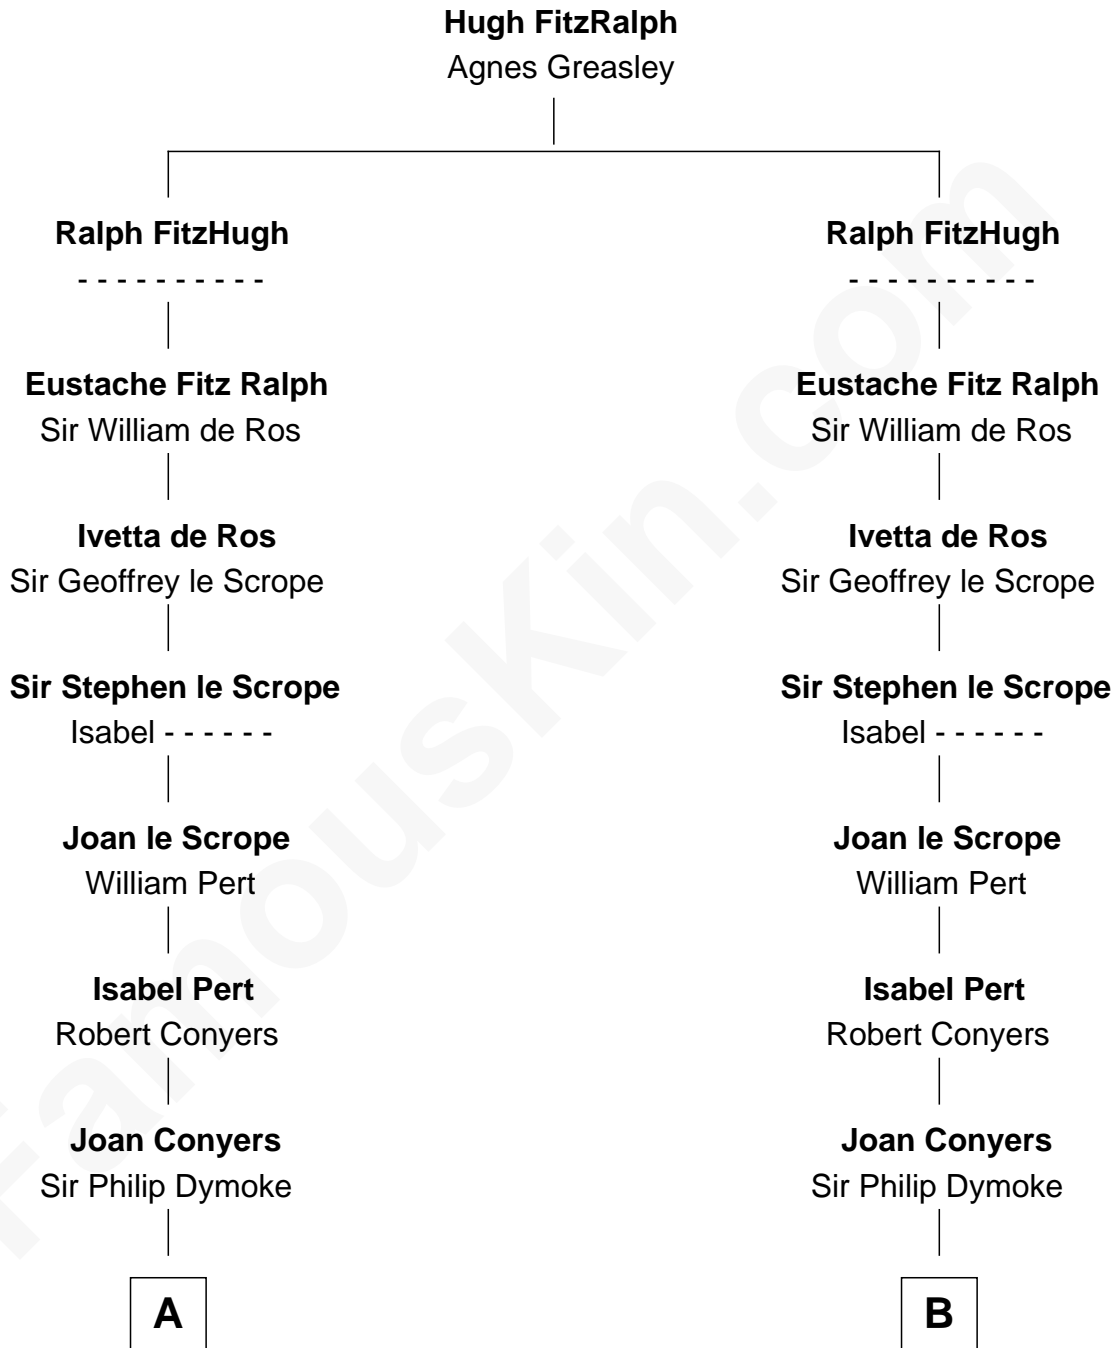 Hugh FitzRalph
Agnes Greasley
Ralph FitzHugh
Ralph FitzHugh
- - - - - - - - - -
- - - - - - - - - -
Eustache Fitz Ralph
Eustache Fitz Ralph
Sir William de Ros
Sir William de Ros
Ivetta de Ros
Ivetta de Ros
Sir Geoffrey le Scrope
Sir Geoffrey le Scrope
Sir Stephen le Scrope
Sir Stephen le Scrope
Isabel - - - - - -
Isabel - - - - - -
Joan le Scrope
Joan le Scrope
William Pert
William Pert
Isabel Pert
Isabel Pert
Robert Conyers
Robert Conyers
Joan Conyers
Joan Conyers
Sir Philip Dymoke
Sir Philip Dymoke
A
B
FamousKin.com